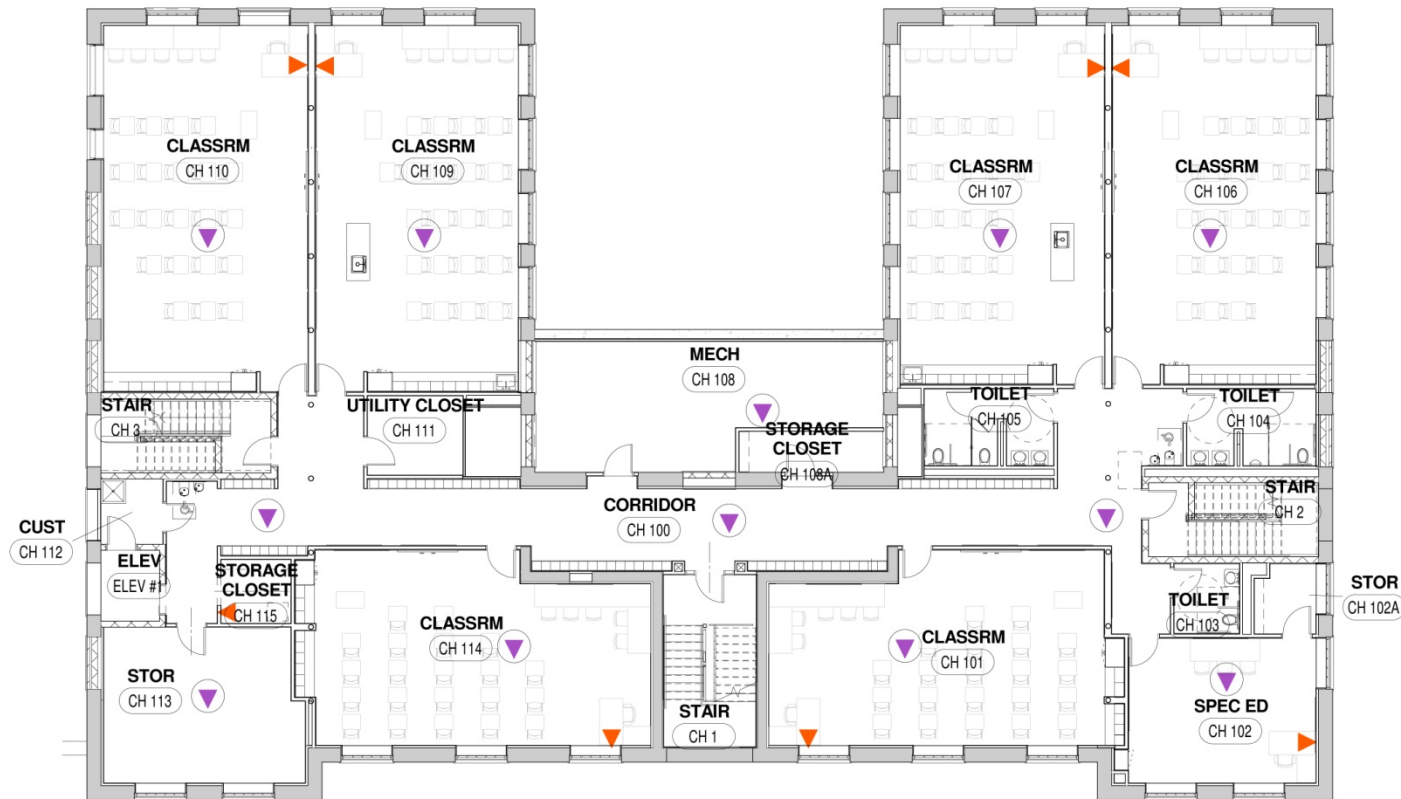 CLASSRM
CH 110
CLASSRM
CH 109
CLASSRM
CH 107
CLASSRM
CH 106
MECH
CH 108
STAIR
CH 3
UTILITY CLOSET
CH 111
STORAGE
CLOSET
CH 108A
TOILET
CH 105
TOILET
CH 104
CORRIDOR
CH 100
STAIR
CH 2
CUST
CH 112
ELEV
ELEV #1
STORAGE
CLOSET
CH 115
STOR
CH 102A
TOILET
CH 103
CLASSRM
CH 114
CLASSRM
CH 101
STOR
CH 113
STAIR
CH 1
SPEC ED
CH 102